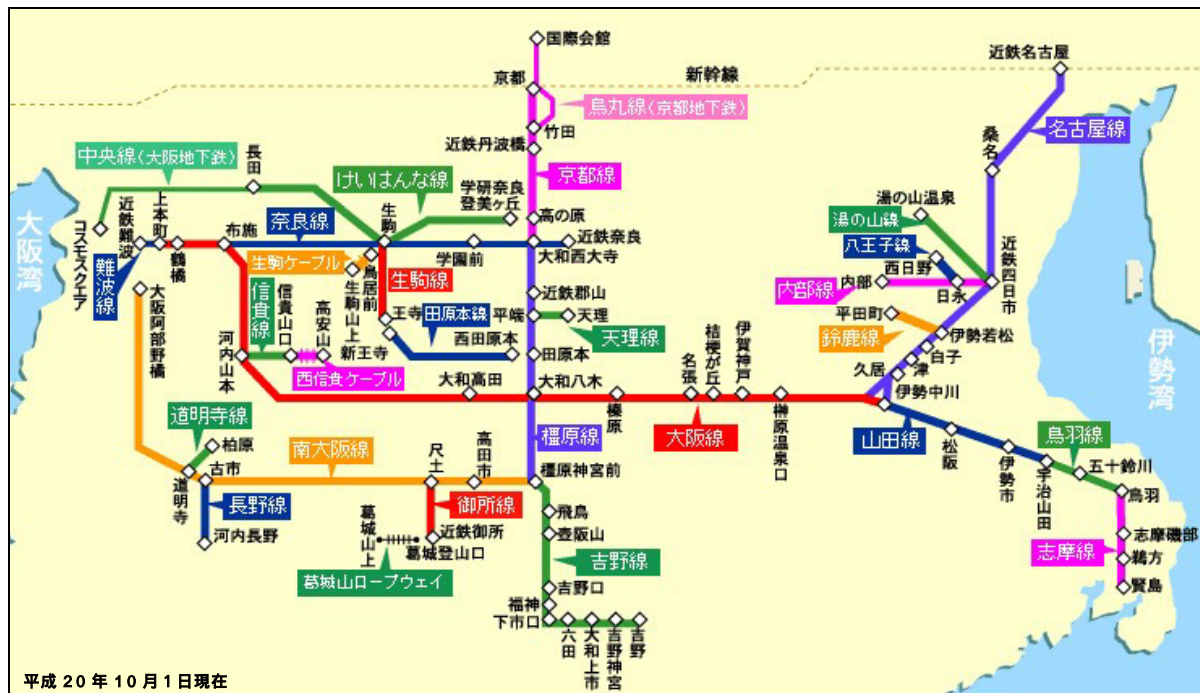 国際会館
近鉄名古屋
京都
新幹線
烏丸線(京都地下鉄)
竹田
名古屋線
近鉄丹波橋
桑名
中央線(大阪地下鉄)
長田
けいはんな線
京都線
学研奈良
登美ヶ丘
湯の山温泉
大阪湾
コスモスクエア
近鉄難波
上本町
鶴橋
布施
奈良線
生駒
高の原
湯の山線
八王子線
近鉄奈良
学園前
大和西大寺
難波線
生駒ケーブル
鳥居前
生駒線
生駒山上
西日野
近鉄四日市
内部線
内部
日永
大阪阿部野橋
信貴線
信貴山口
高安山
王寺
新王寺
田原本線
西田原本
近鉄郡山
平端
天理
天理線
平田町
鈴鹿線
伊勢若松
伊勢湾
河内山本
西信貴ケーブル
田原本
白子
津
久居
大和高田
大和八木
榛原
名張
桔梗が丘
伊賀神戸
榊原温泉口
伊勢中川
大阪線
山田線
松阪
伊勢市
宇治山田
鳥羽線
五十鈴川
鳥羽
道明寺線
柏原
南大阪線
古市
道明寺
長野線
河内長野
尺土
高田市
橿原線
橿原神宮前
御所線
近鉄御所
葛城山上
葛城登山口
葛城山ロープウェイ
飛鳥
壺阪山
吉野線
吉野口
福神
下市口
六田
大和上市
吉野神宮
吉野
志摩線
志摩磯部
鵜方
賢島
平成20年10月1日現在